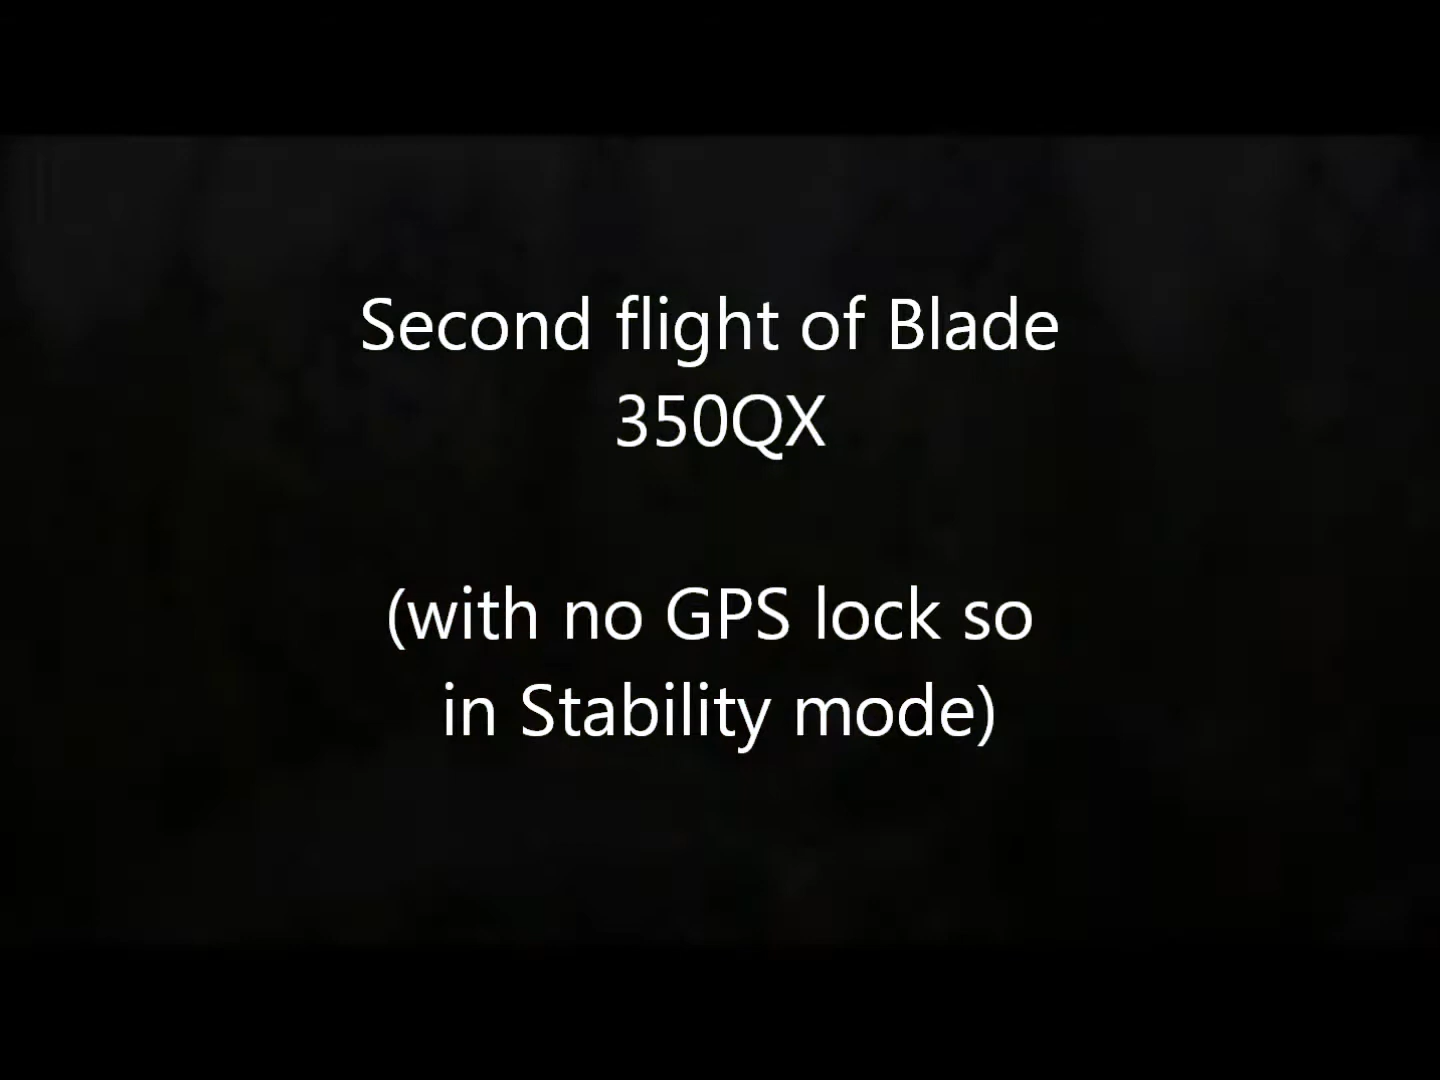 Second flight of Blade
350QX
(with no GPS lock so
in Stability mode)